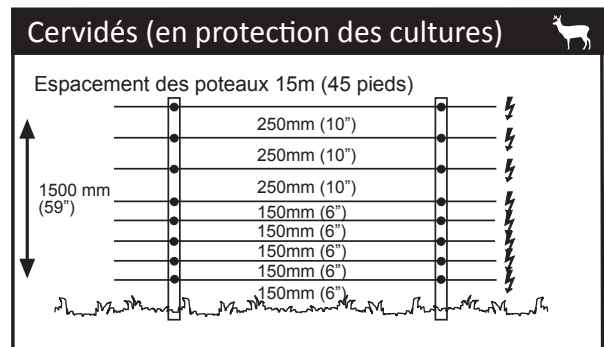 Cervidés (en protection des cultures)
Espacement des poteaux 15m (45 pieds)
250mm (10”)
250mm (10”)
250mm (10”)
1500 mm
(59”)
150mm (6”)
150mm (6”)
150mm (6”)
150mm (6”)
150mm (6”)